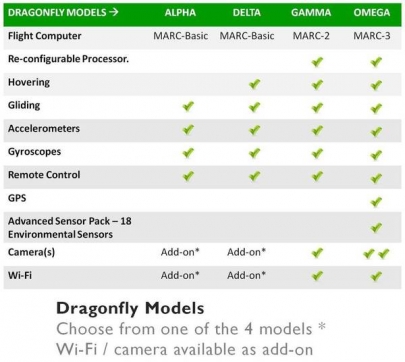 DRAGONFLY MODELS → ALPHA DELTA GAMMA OMEGA
Flight Computer MARC-Basic MARC-Basic MARC-2 MARC-3
Re-configurable Processor.
Hovering
Gliding
Accelerometers
Gyroscopes
Remote Control
GPS
Advanced Sensor Pack – 18
Environmental Sensors
Camera(s) Add-on* Add-on*
Wi-Fi Add-on* Add-on*
Dragonfly Models
Choose from one of the 4 models *
Wi-Fi / camera available as add-on